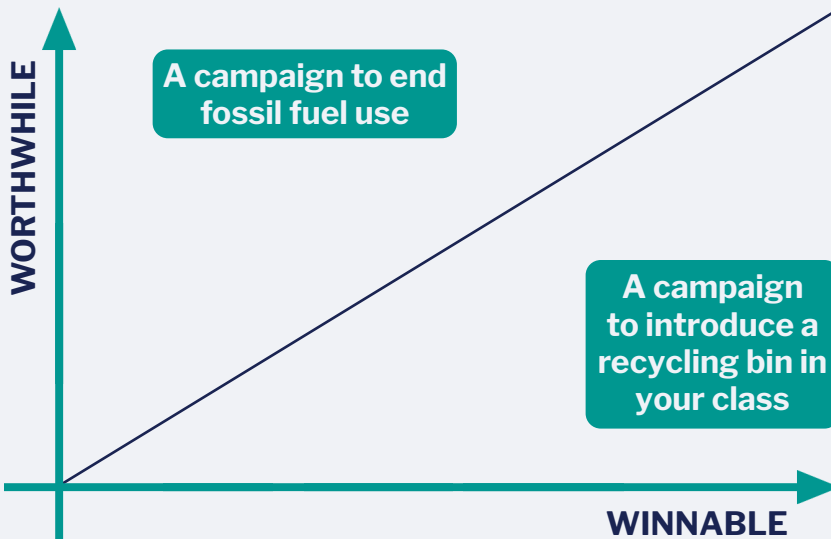 WORTHWHILE
A campaign to end
fossil fuel use
A campaign
to introduce a
recycling bin in
your class
WINNABLE